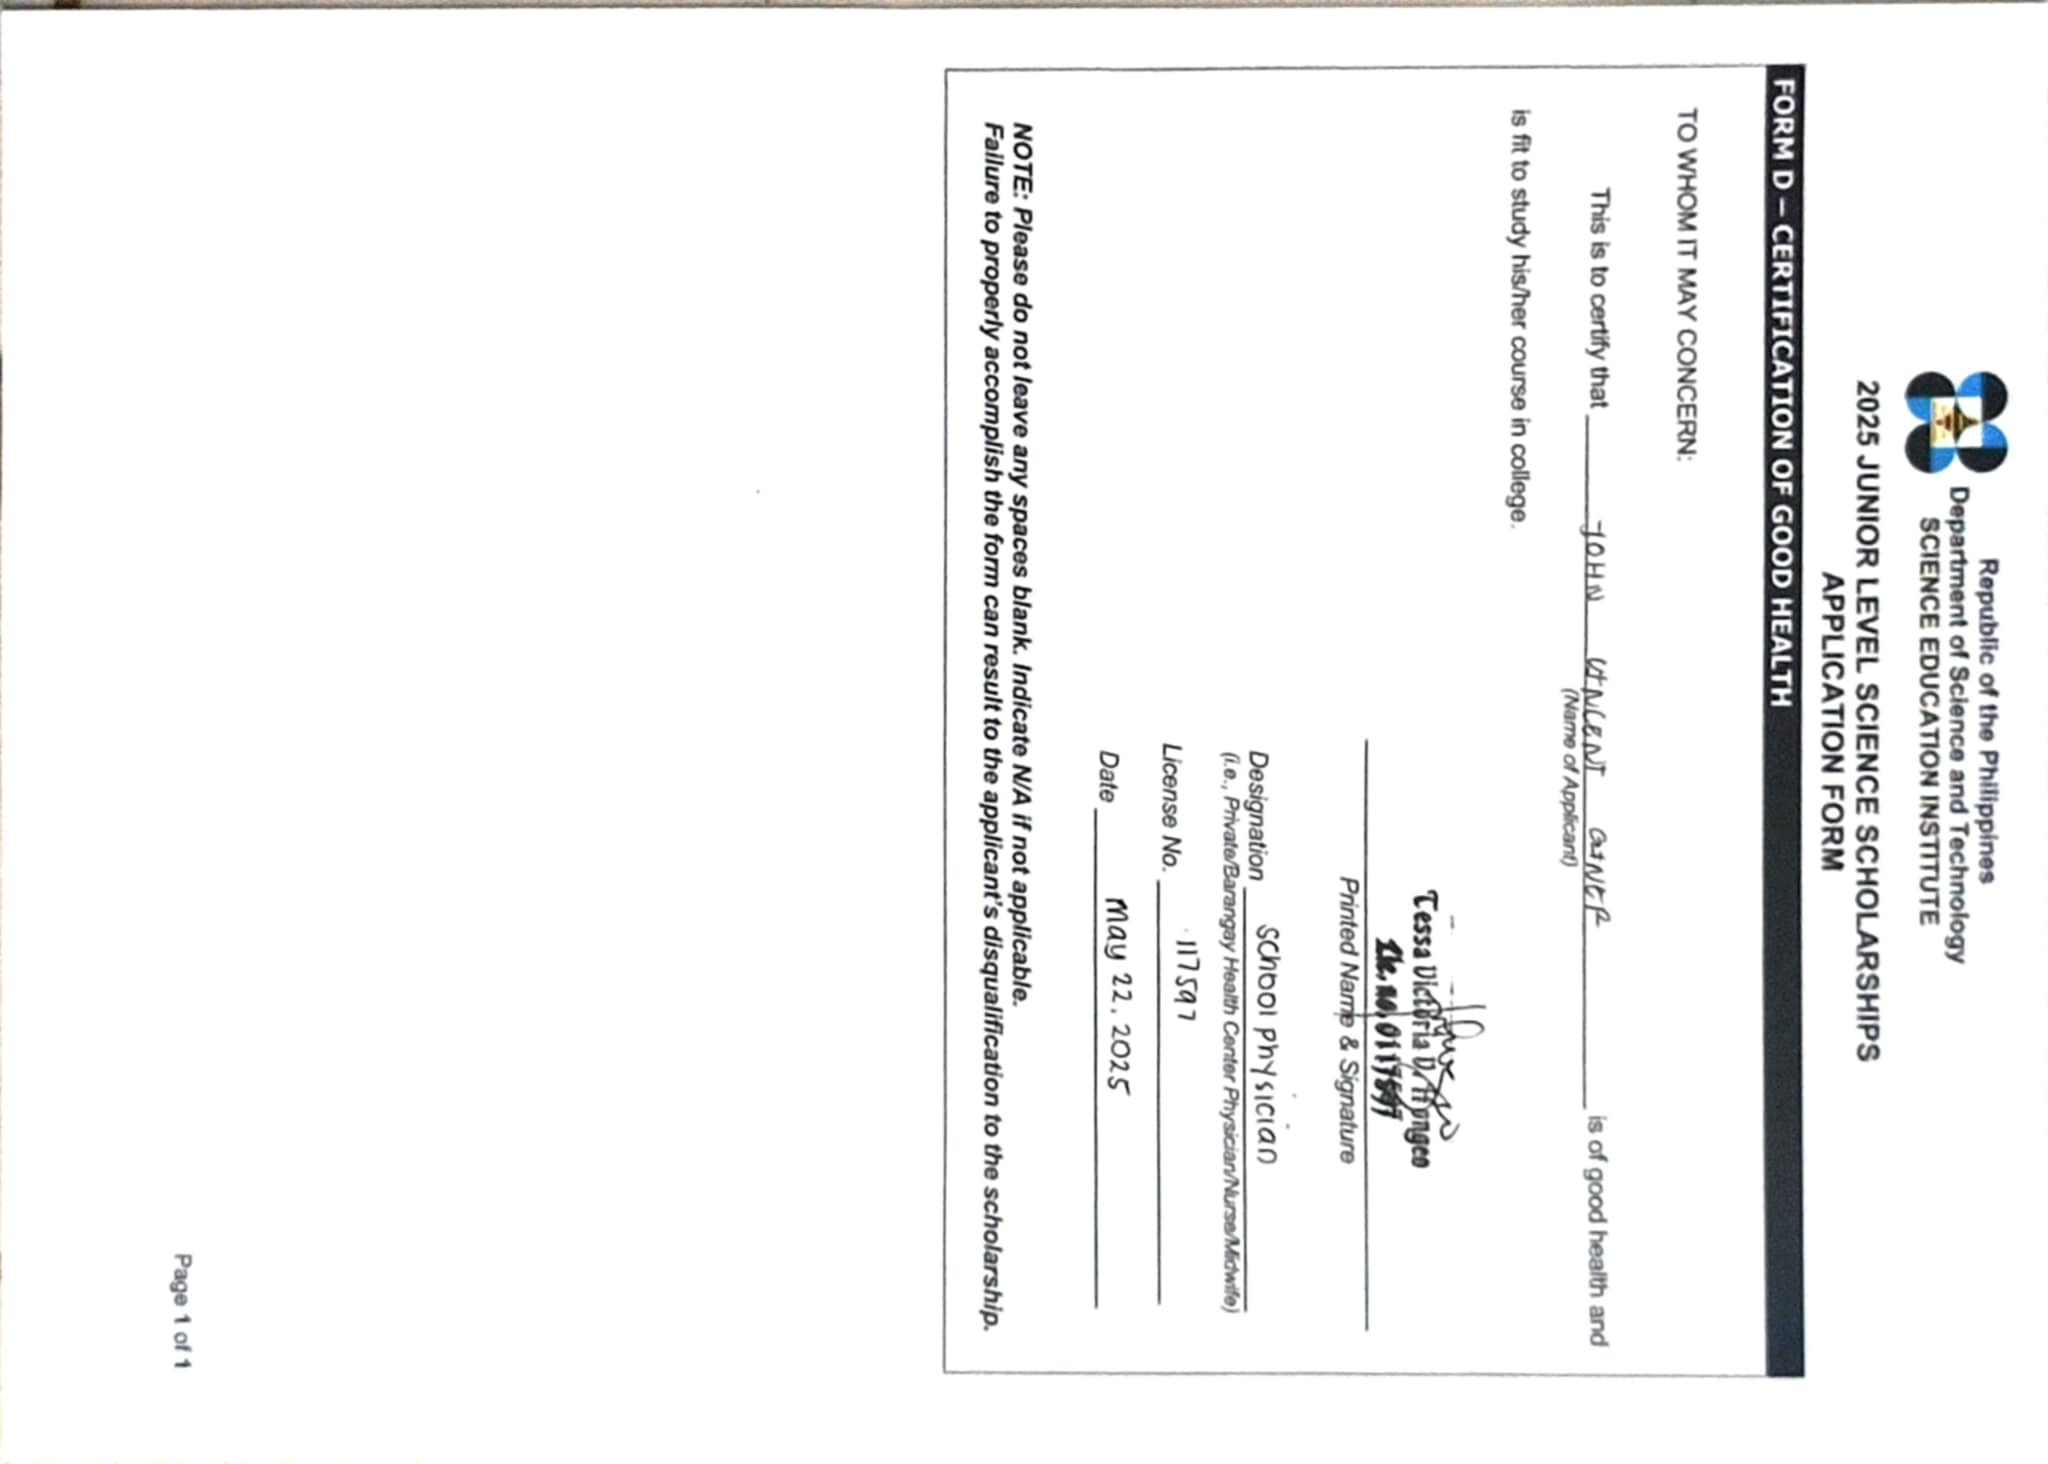 Republic of the Philippines
Department of Science and Technology
SCIENCE EDUCATION INSTITUTE
2025 JUNIOR LEVEL SCIENCE SCHOLARSHIPS
APPLICATION FORM
FORM D – CERTIFICATION OF GOOD HEALTH
TO WHOM IT MAY CONCERN:
This is to certify that JOHN VINCENT GINER is of good health and
(Name of Applicant)
is fit to study his/her course in college.
Tessa Victoria D.
Lic. no. 0117597
Printed Name & Signature
Designation school physician
(i.e., Private/Barangay Health Center Physician/Nurse/Midwife)
License No. 117597
Date may 22, 2025
NOTE: Please do not leave any spaces blank. Indicate N/A if not applicable.
Failure to properly accomplish the form can result to the applicant's disqualification to the scholarship.
Page 1 of 1